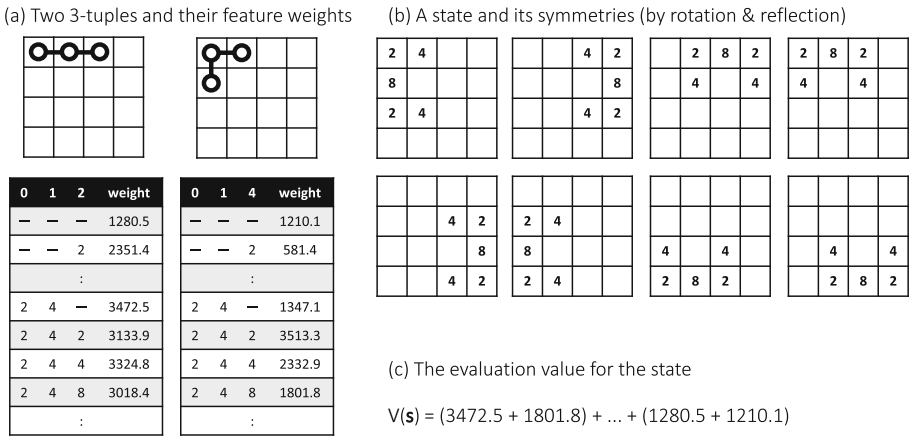 (a) Two 3-tuples and their feature weights
(b) A state and its symmetries (by rotation & reflection)
2 4
8
2 4
4 2
8
4 2
2 8 2
4 4
2 8 2
4 4
4 2
8
4 2
2 4
8
2 4
4 4
2 8 2
4 4
2 8 2
0 1 2 weight
— — — 1280.5
— — 2 2351.4
:
2 4 — 3472.5
2 4 2 3133.9
2 4 4 3324.8
2 4 8 3018.4
:
0 1 4 weight
— — — 1210.1
— — 2 581.4
:
2 4 — 1347.1
2 4 2 3513.3
2 4 4 2332.9
2 4 8 1801.8
:
(c) The evaluation value for the state
V(s) = (3472.5 + 1801.8) + ... + (1280.5 + 1210.1)